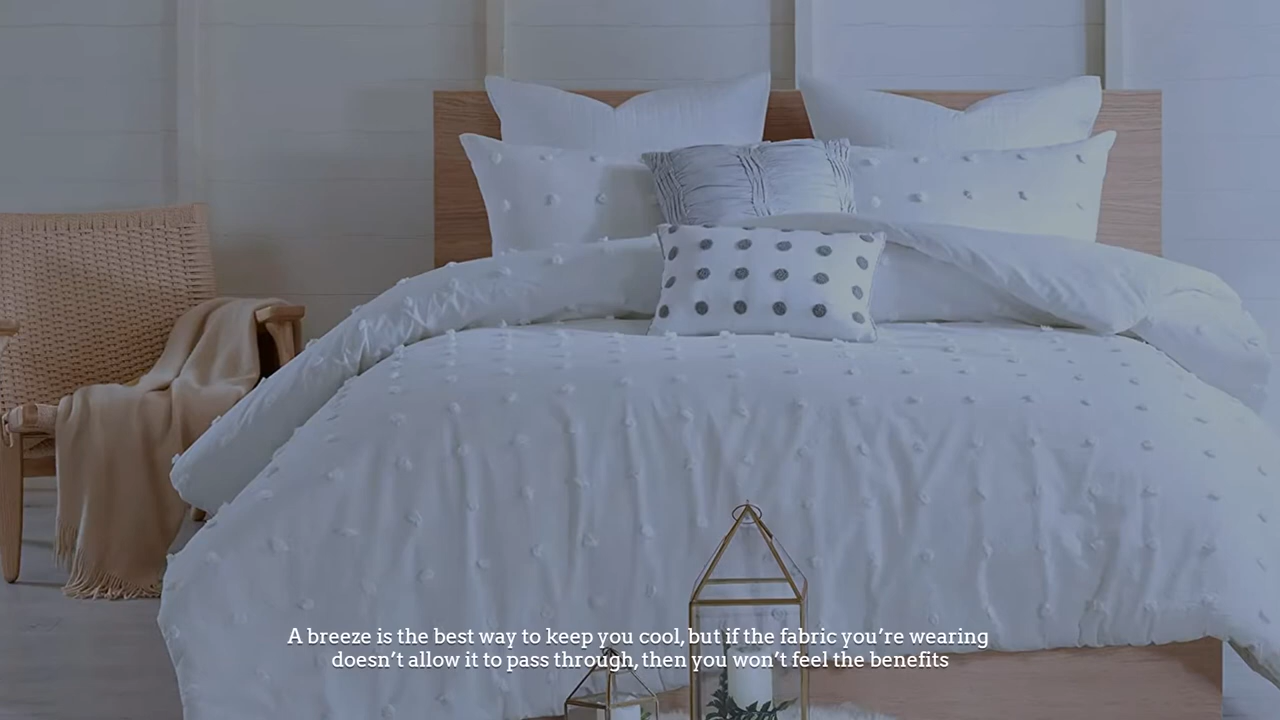 A breeze is the best way to keep you cool, but if the fabric you’re wearing
doesn’t allow it to pass through, then you won’t feel the benefits